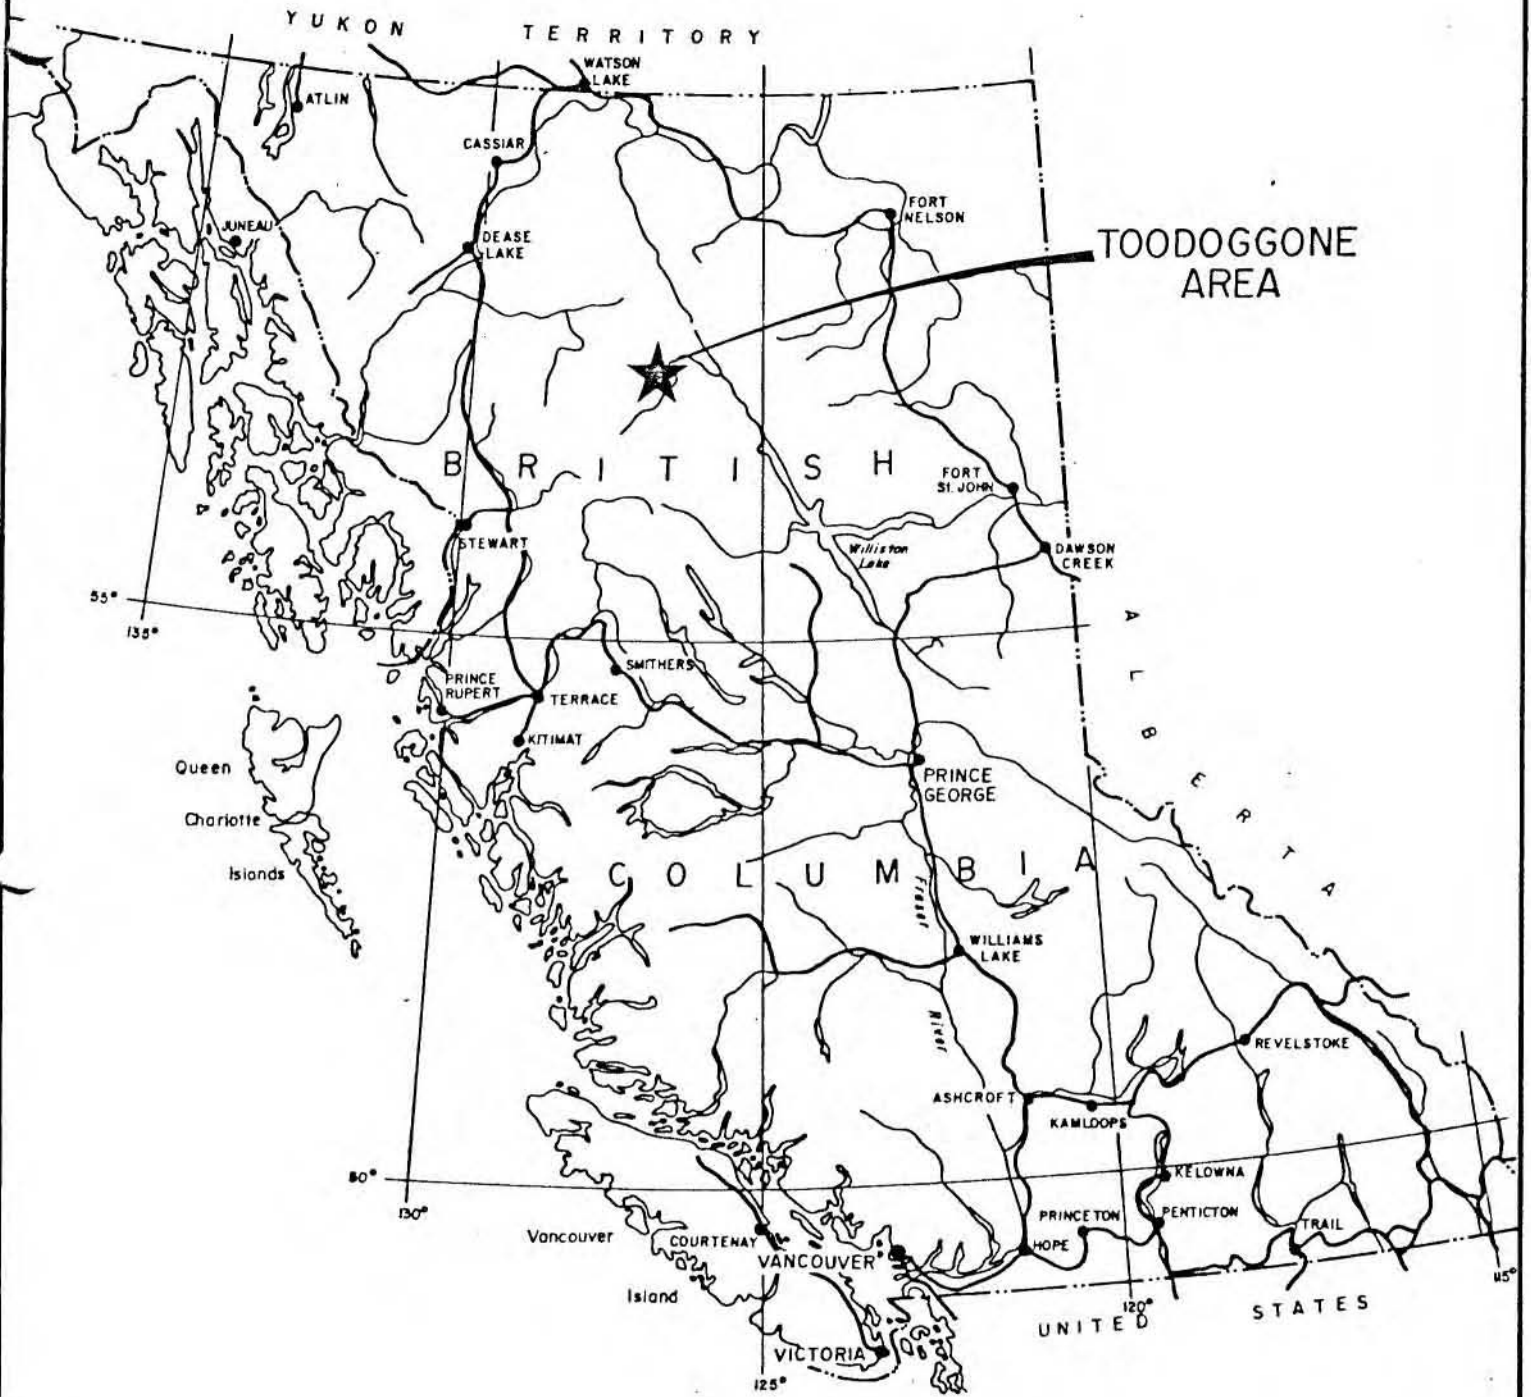 YUKON TERRITORY
WATSON
LAKE
ATLIN
CASSIAR
FORT
NELSON
JUNEAU
DEASE
LAKE
TOODOGGONE
AREA
BRITISH
FORT
St. JOHN
STEWART
Williston
Lake
DAWSON
CREEK
55°
135°
ALBERTA
PRINCE
RUPERT
SMITHERS
TERRACE
KITIMAT
Queen
Charlotte
Islands
PRINCE
GEORGE
COLUMBIA
Fraser
River
WILLIAMS
LAKE
REVELSTOKE
ASHCROFT
KAMLOOPS
50°
130°
KELOWNA
PENTICTON
PRINCETON
TRAIL
HOPE
Vancouver
Island
COURTENAY
VANCOUVER
VICTORIA
125°
120°
115°
UNITED STATES